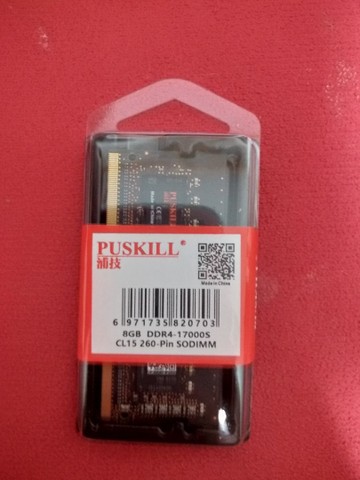 PUSKILL®
浦技
Made in China
6 971735 820703
8GB DDR4-17000S
CL15 260-Pin SODIMM